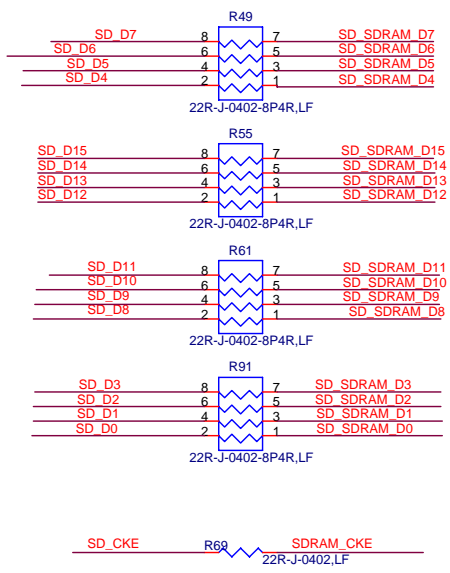 R49
SD_D7 8 7 SD_SDRAM_D7
SD_D6 6 5 SD_SDRAM_D6
SD_D5 4 3 SD_SDRAM_D5
SD_D4 2 1 SD_SDRAM_D4
22R-J-0402-8P4R,LF
R55
SD_D15 8 7 SD_SDRAM_D15
SD_D14 6 5 SD_SDRAM_D14
SD_D13 4 3 SD_SDRAM_D13
SD_D12 2 1 SD_SDRAM_D12
22R-J-0402-8P4R,LF
R61
SD_D11 8 7 SD_SDRAM_D11
SD_D10 6 5 SD_SDRAM_D10
SD_D9 4 3 SD_SDRAM_D9
SD_D8 2 1 SD_SDRAM_D8
22R-J-0402-8P4R,LF
R91
SD_D3 8 7 SD_SDRAM_D3
SD_D2 6 5 SD_SDRAM_D2
SD_D1 4 3 SD_SDRAM_D1
SD_D0 2 1 SD_SDRAM_D0
22R-J-0402-8P4R,LF
SD_CKE R69 SDRAM_CKE
22R-J-0402,LF